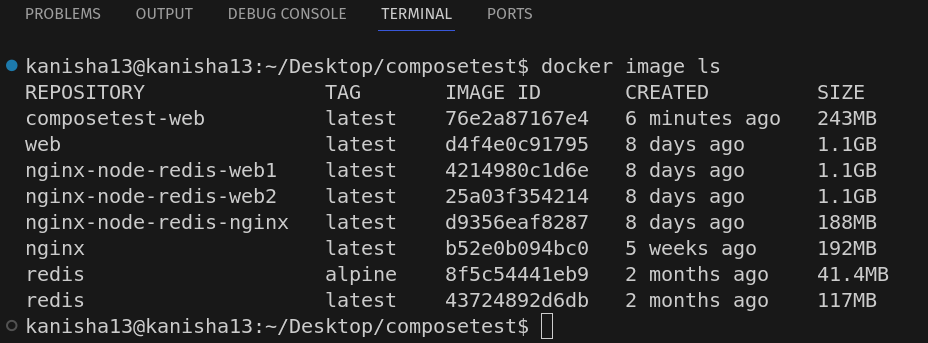 PROBLEMS OUTPUT DEBUG CONSOLE TERMINAL PORTS
kanisha13@kanisha13:~/Desktop/composetest$ docker image ls
REPOSITORY TAG IMAGE ID CREATED SIZE
composetest-web latest 76e2a87167e4 6 minutes ago 243MB
web latest d4f4e0c91795 8 days ago 1.1GB
nginx-node-redis-web1 latest 4214980c1d6e 8 days ago 1.1GB
nginx-node-redis-web2 latest 25a03f354214 8 days ago 1.1GB
nginx-node-redis-nginx latest d9356eaf8287 8 days ago 188MB
nginx latest b52e0b094bc0 5 weeks ago 192MB
redis alpine 8f5c54441eb9 2 months ago 41.4MB
redis latest 43724892d6db 2 months ago 117MB
kanisha13@kanisha13:~/Desktop/composetest$